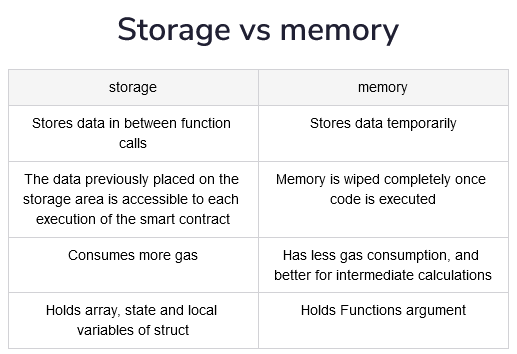 Storage vs memory
storage
memory
Stores data in between function
calls
Stores data temporarily
The data previously placed on the
storage area is accessible to each
execution of the smart contract
Memory is wiped completely once
code is executed
Consumes more gas
Has less gas consumption, and
better for intermediate calculations
Holds array, state and local
variables of struct
Holds Functions argument